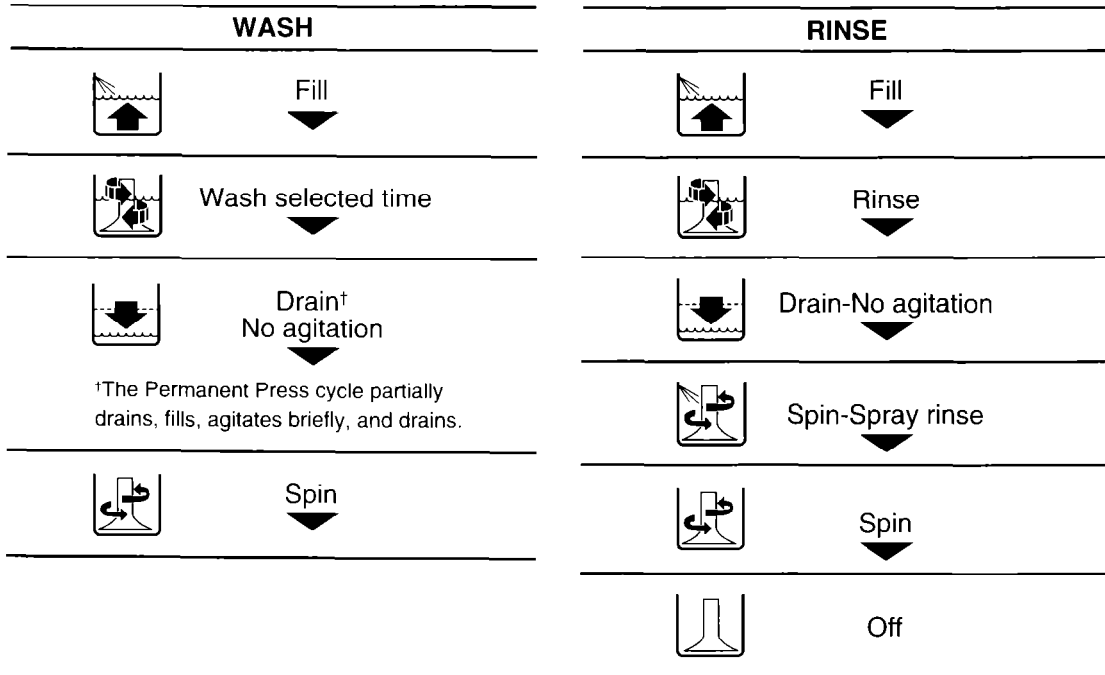 WASH
Fill
Wash selected time
Drain†
No agitation
†The Permanent Press cycle partially
drains, fills, agitates briefly, and drains.
Spin
RINSE
Fill
Rinse
Drain-No agitation
Spin-Spray rinse
Spin
Off